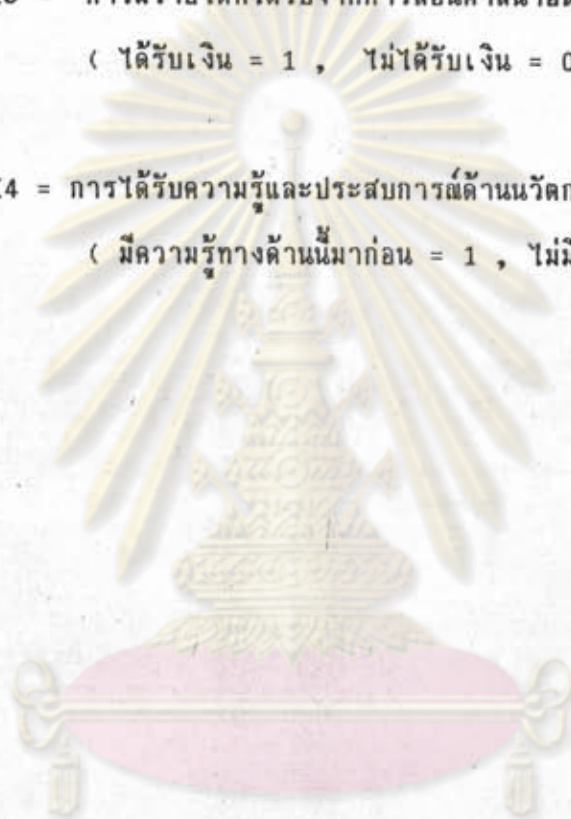 ( ได้รับเงิน = 1 , ไม่ได้รับเงิน = 0
4 = การได้รับความรู้และประสบการณ์ด้านนวัตก
( มีความรู้ทางด้านนี้มาก่อน = 1 , ไม่มี